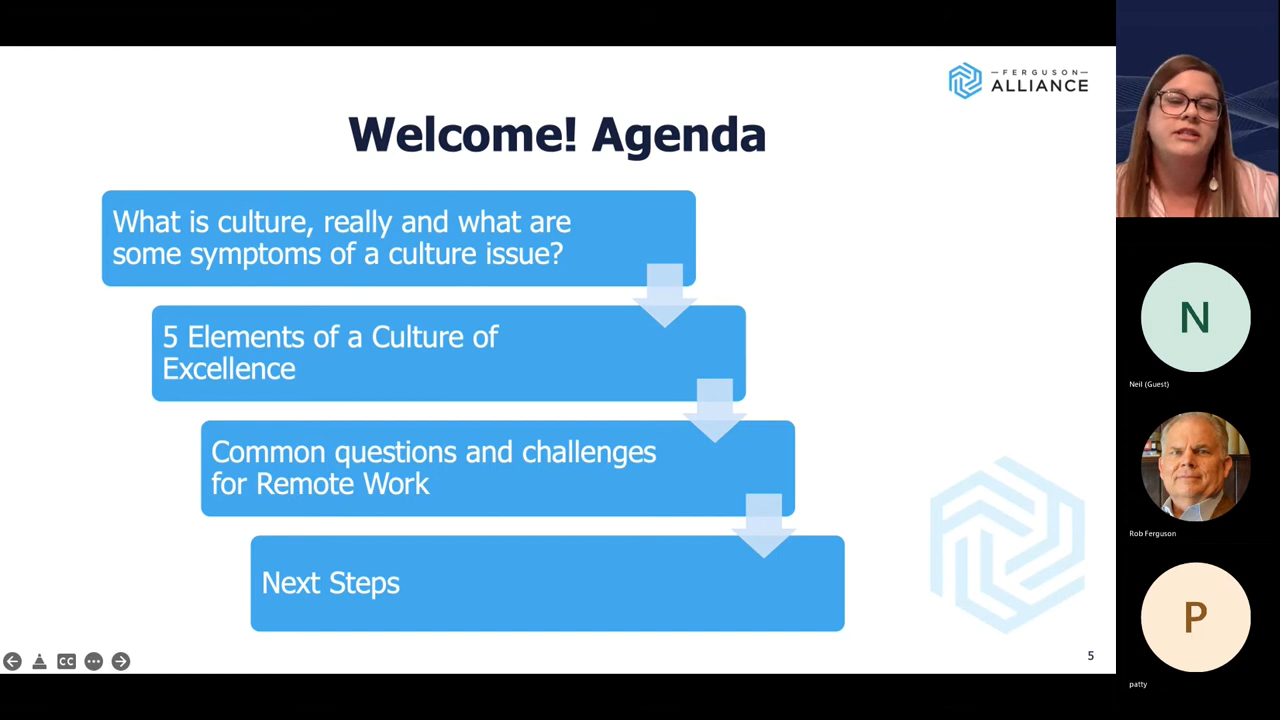 FERGUSON
ALLIANCE
Welcome! Agenda
What is culture, really and what are
some symptoms of a culture issue?
5 Elements of a Culture of
Excellence
Common questions and challenges
for Remote Work
Next Steps
CC
5
N
Neil (Guest)
Rob Ferguson
P
patty